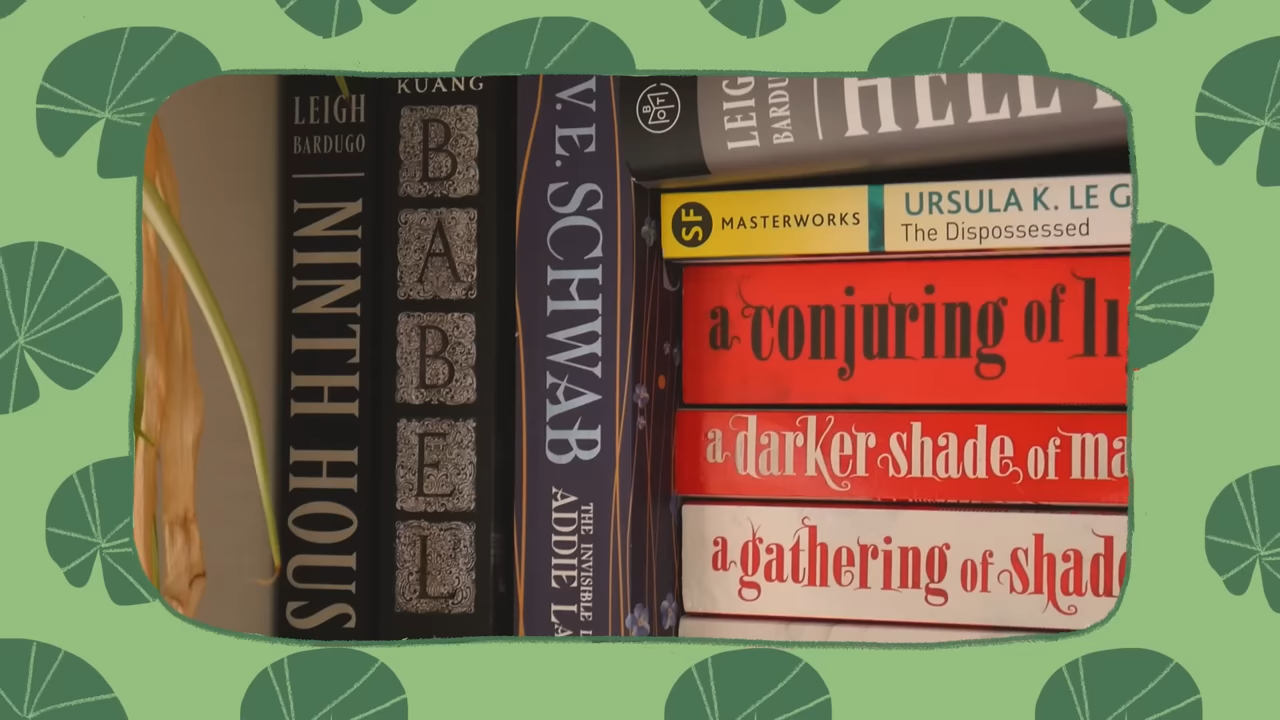 LEIGH
BARDUGO
NINTH HOUS
KUANG
BABEL
V.E. SCHWAB
THE INVISIBLE
ADDIE LA
LEIG
BARDU
HELL
SF MASTERWORKS
URSULA K. LE G
The Dispossessed
a conjuring of li
a darker shade of ma
a gathering of shad